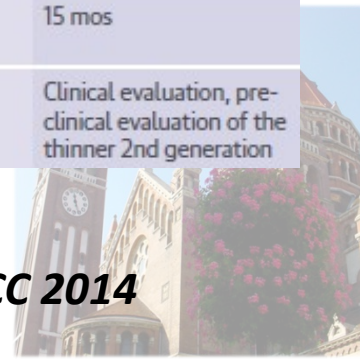 15 mos
Clinical evaluation, pre-
clinical evaluation of the
thinner 2nd generation
CC 2014